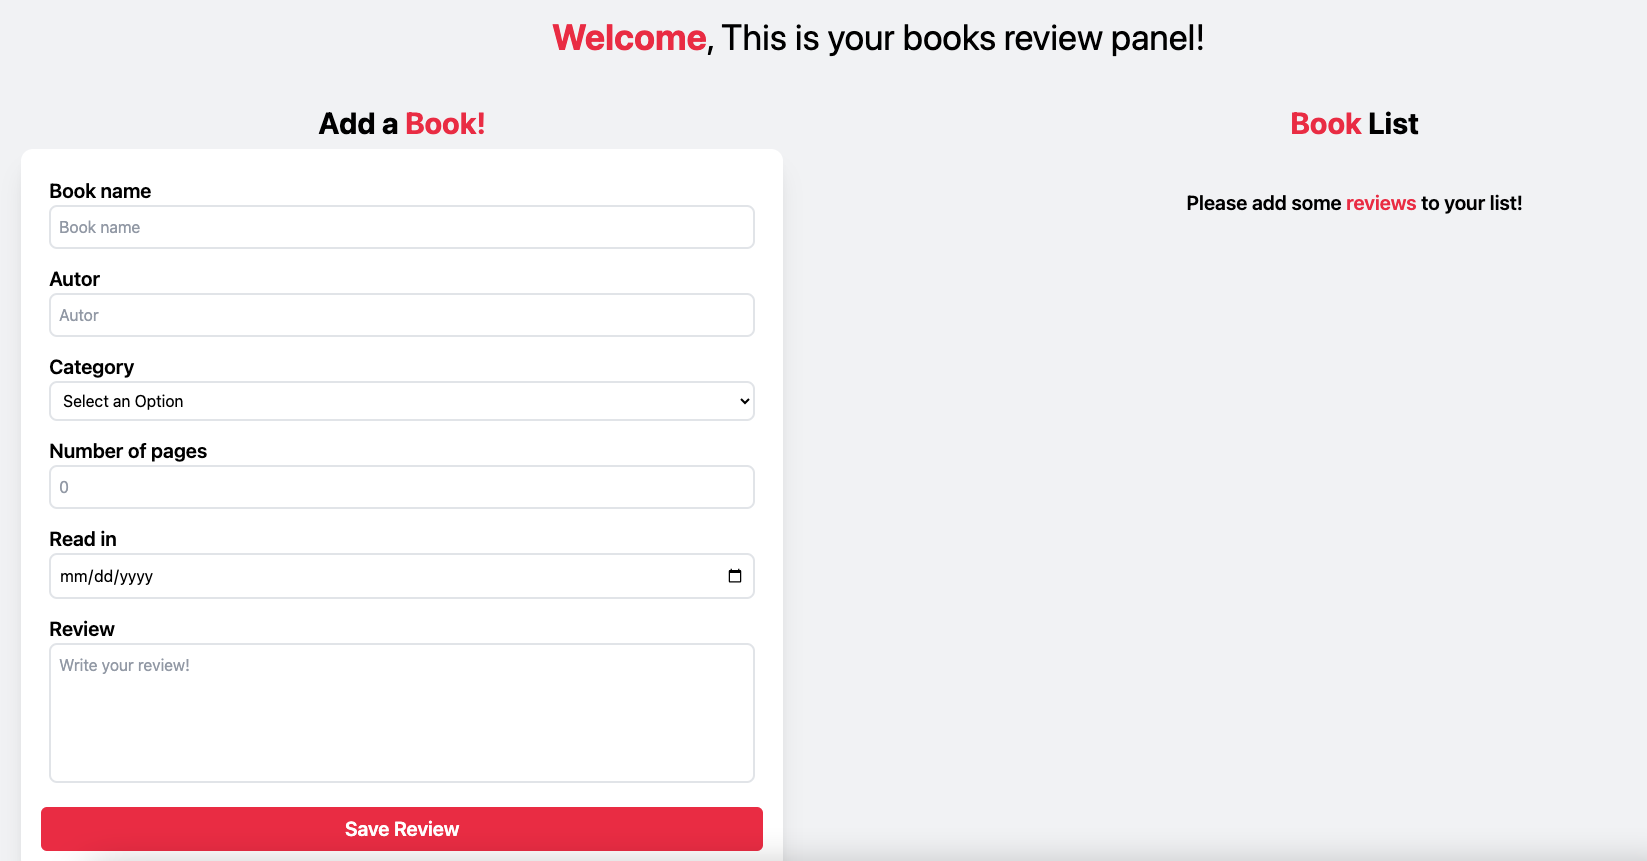 Welcome, This is your books review panel!
Add a Book!
Book name
Book name
Autor
Autor
Category
Select an Option
Number of pages
0
Read in
mm/dd/yyyy
Review
Write your review!
Save Review
Book List
Please add some reviews to your list!